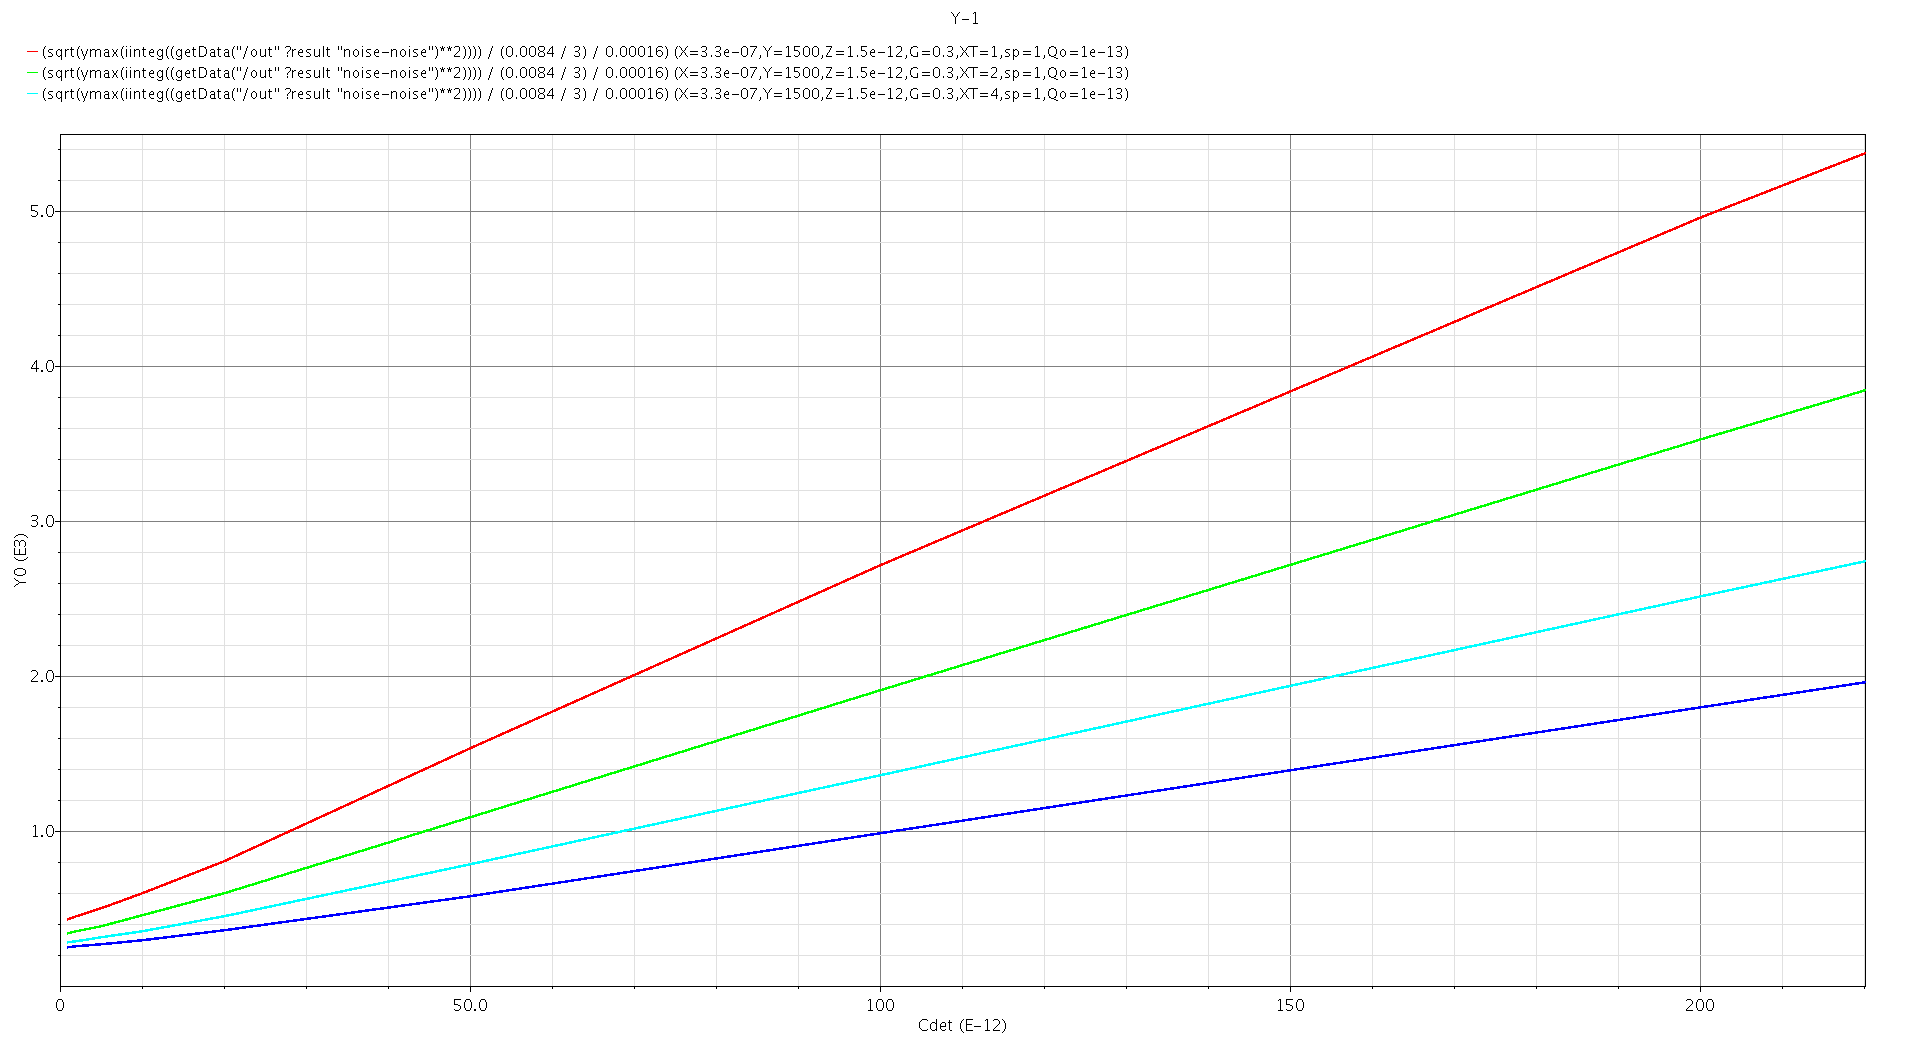 Y-1
(sqrt(ymax(iinteg((getData("/out" ?result "noise-noise")**2)))) / (0.0084 / 3) / 0.00016) (X=3.3e-07,Y=1500,Z=1.5e-12,G=0.3,XT=1,sp=1,Qo=1e-13)
(sqrt(ymax(iinteg((getData("/out" ?result "noise-noise")**2)))) / (0.0084 / 3) / 0.00016) (X=3.3e-07,Y=1500,Z=1.5e-12,G=0.3,XT=2,sp=1,Qo=1e-13)
(sqrt(ymax(iinteg((getData("/out" ?result "noise-noise")**2)))) / (0.0084 / 3) / 0.00016) (X=3.3e-07,Y=1500,Z=1.5e-12,G=0.3,XT=4,sp=1,Qo=1e-13)
5.0
4.0
3.0
2.0
1.0
Y0 (E3)
0 50.0 100 150 200
Cdet (E-12)